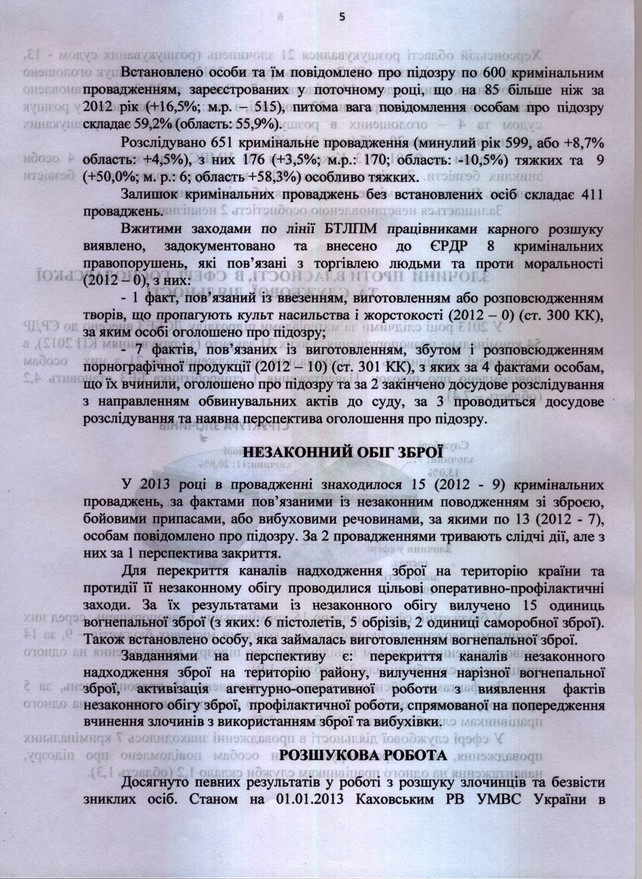 5
Встановлено особи та їм повідомлено про підозру по 600 кримінальним
провадженням, зареєстрованих у поточному році, що на 85 більше ніж за
2012 рік (+16,5%; м.р. – 515), питома вага повідомлення особам про підозру
складає 59,2% (область: 55,9%).
Розслідувано 651 кримінальне провадження (минулий рік 599, або +8,7%
область: +4,5%), з них 176 (+3,5%; м.р.: 170; область: -10,5%) тяжких та 9
(+50,0%; м. р.: 6; область +58,3%) особливо тяжких.
Залишок кримінальних проваджень без встановлених осіб складає 411
проваджень.
Вжитими заходами по лінії БТЛПМ працівниками карного розшуку
виявлено, задокументовано та внесено до ЄРДР 8 кримінальних
правопорушень, які пов'язані з торгівлею людьми та проти моральності
(2012 – 0), з них:
- 1 факт, пов'язаний із ввезенням, виготовленням або розповсюдженням
творів, що пропагують культ насильства і жорстокості (2012 – 0) (ст. 300 КК),
за яким особі оголошено про підозру;
- 7 фактів, пов'язаних із виготовленням, збутом і розповсюдженням
порнографічної продукції (2012 – 10) (ст. 301 КК), з яких за 4 фактами особам,
що їх вчинили, оголошено про підозру та за 2 закінчено досудове розслідування
з направленням обвинувальних актів до суду, за 3 проводиться досудове
розслідування та наявна перспектива оголошення про підозру.
НЕЗАКОННИЙ ОБІГ ЗБРОЇ
У 2013 році в провадженні знаходилося 15 (2012 - 9) кримінальних
проваджень, за фактами пов'язаними із незаконним поводженням зі зброєю,
бойовими припасами, або вибуховими речовинами, за якими по 13 (2012 - 7),
особам повідомлено про підозру. За 2 провадженнями тривають слідчі дії, але з
них за 1 перспектива закриття.
Для перекриття каналів надходження зброї на територію країни та
протидії її незаконному обігу проводилися цільові оперативно-профілактичні
заходи. За їх результатами із незаконного обігу вилучено 15 одиниць
вогнепальної зброї (з яких: 6 пістолетів, 5 обрізів, 2 одиниці саморобної зброї).
Також встановлено особу, яка займалась виготовленням вогнепальної зброї.
Завданнями на перспективу є: перекриття каналів незаконного
надходження зброї на територію району, вилучення нарізної вогнепальної
зброї, активізація агентурно-оперативної роботи з виявлення фактів
незаконного обігу зброї, профілактичної роботи, спрямованої на попередження
вчинення злочинів з використанням зброї та вибухівки.
РОЗШУКОВА РОБОТА
Досягнуто певних результатів у роботі з розшуку злочинців та безвісти
зниклих осіб. Станом на 01.01.2013 Каховським РВ УМВС України в